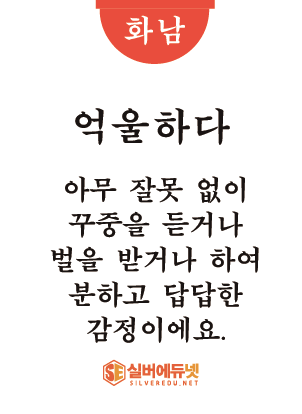 화남
억울하다
아무 잘못 없이
꾸중을 듣거나
벌을 받거나 하여
분하고 답답한
감정이에요.
SE 실버에듀넷
SILVEREDU.NET